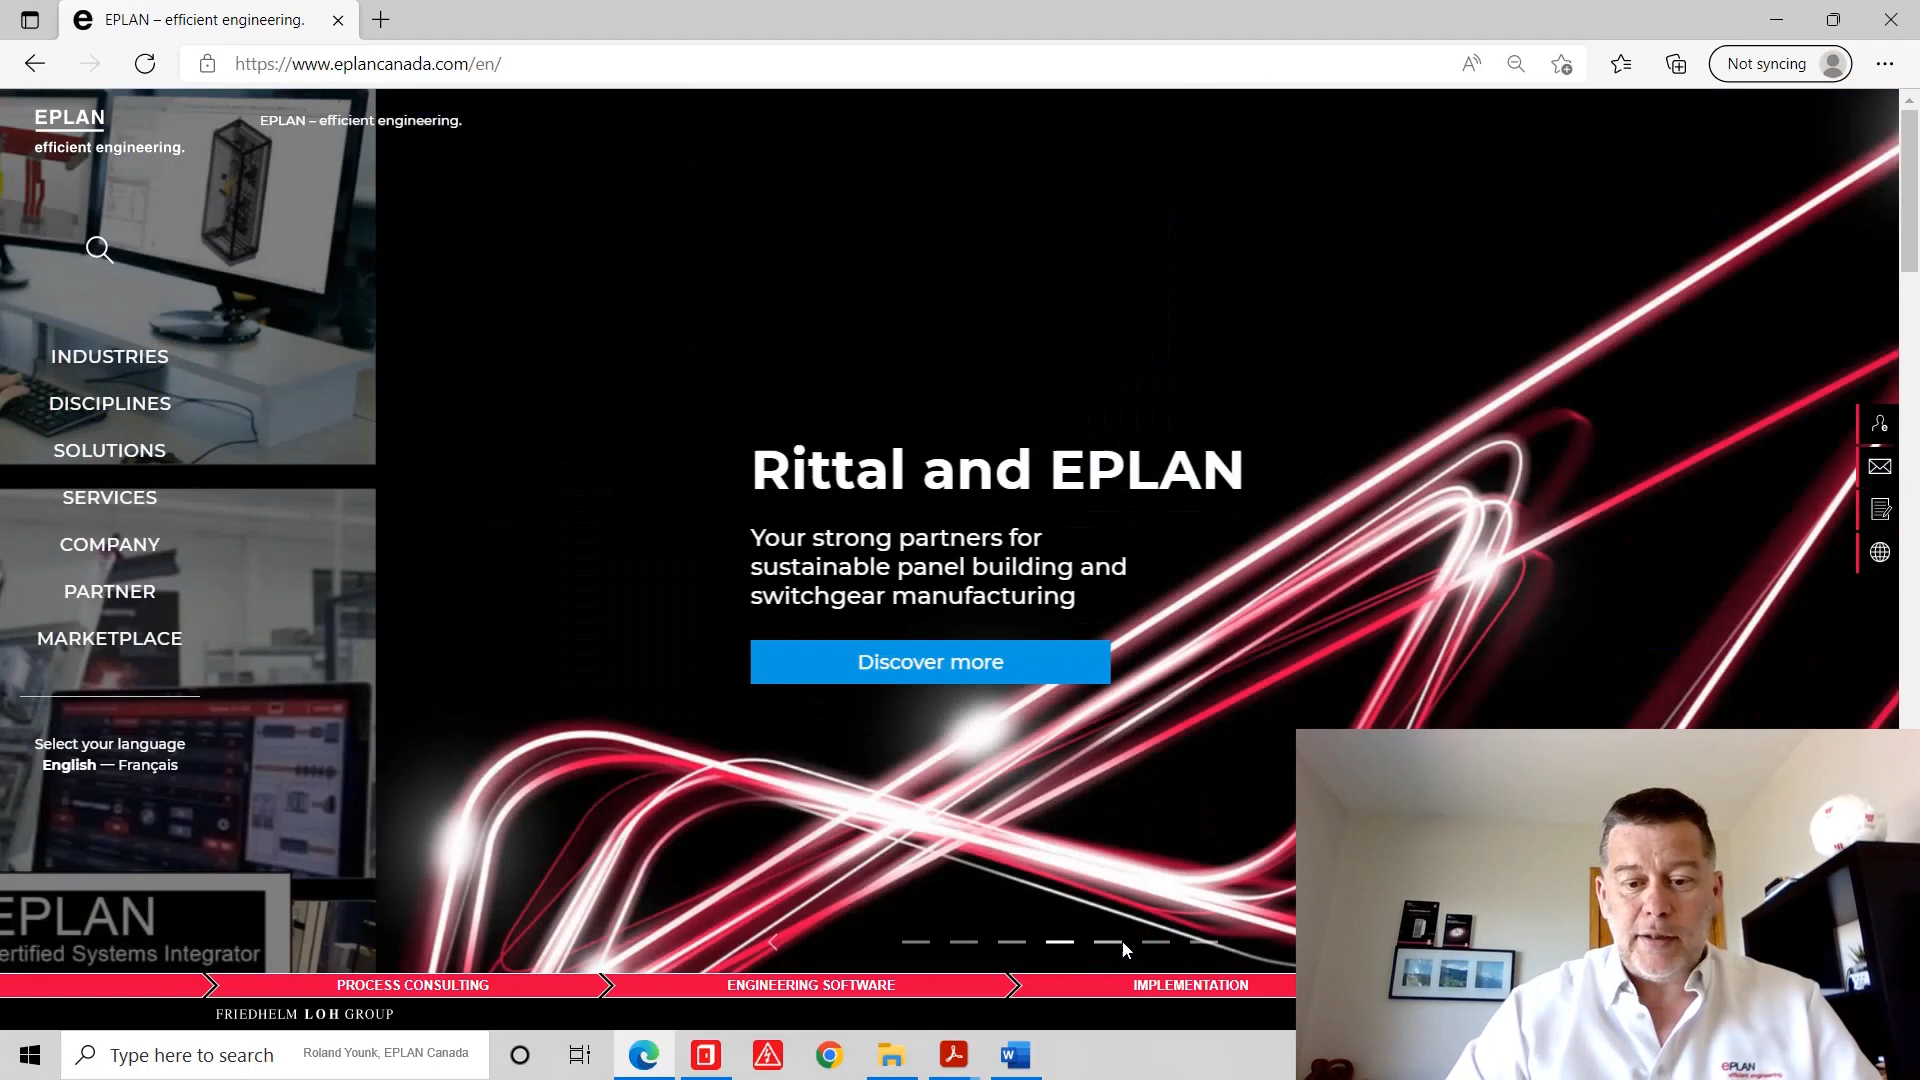 EPLAN – efficient engineering.
https://www.eplancanada.com/en/
Not syncing
EPLAN
efficient engineering.
EPLAN – efficient engineering.
INDUSTRIES
DISCIPLINES
SOLUTIONS
SERVICES
COMPANY
PARTNER
MARKETPLACE
Select your language
English — Français
Rittal and EPLAN
Your strong partners for
sustainable panel building and
switchgear manufacturing
Discover more
EPLAN
ertified Systems Integrator
PROCESS CONSULTING
ENGINEERING SOFTWARE
IMPLEMENTATION
FRIEDHELM LOH GROUP
Type here to search
Roland Younk, EPLAN Canada
ePLAN
efficient engineering